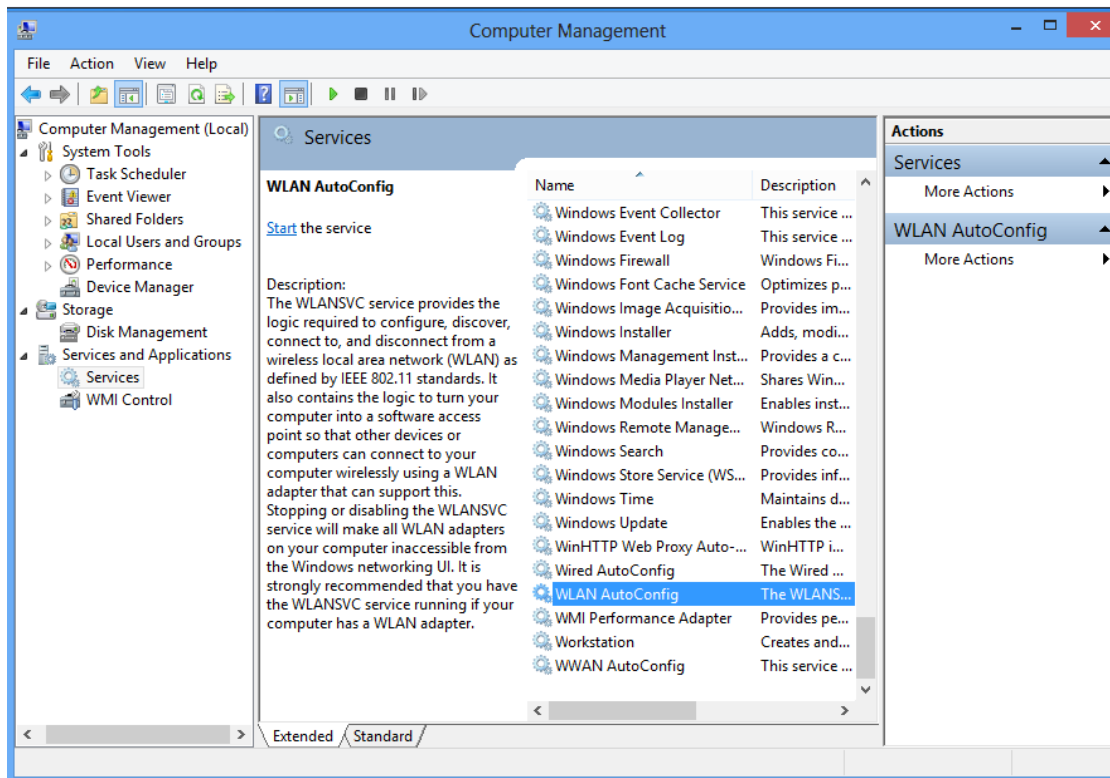 Computer Management
File Action View Help
Computer Management (Local)
System Tools
Task Scheduler
Event Viewer
Shared Folders
Local Users and Groups
Performance
Device Manager
Storage
Disk Management
Services and Applications
Services
WMI Control
Services
WLAN AutoConfig
Start the service
Description:
The WLANSVC service provides the
logic required to configure, discover,
connect to, and disconnect from a
wireless local area network (WLAN) as
defined by IEEE 802.11 standards. It
also contains the logic to turn your
computer into a software access
point so that other devices or
computers can connect to your
computer wirelessly using a WLAN
adapter that can support this.
Stopping or disabling the WLANSVC
service will make all WLAN adapters
on your computer inaccessible from
the Windows networking UI. It is
strongly recommended that you have
the WLANSVC service running if your
computer has a WLAN adapter.
Name Description
Windows Event Collector This service ...
Windows Event Log This service ...
Windows Firewall Windows Fi...
Windows Font Cache Service Optimizes p...
Windows Image Acquisitio... Provides im...
Windows Installer Adds, modi...
Windows Management Inst... Provides a c...
Windows Media Player Net... Shares Win...
Windows Modules Installer Enables inst...
Windows Remote Manage... Windows R...
Windows Search Provides co...
Windows Store Service (WS... Provides inf...
Windows Time Maintains d...
Windows Update Enables the ...
WinHTTP Web Proxy Auto-... WinHTTP i...
Wired AutoConfig The Wired ...
WLAN AutoConfig The WLANS...
WMI Performance Adapter Provides pe...
Workstation Creates and...
WWAN AutoConfig This service ...
Extended Standard
Actions
Services
More Actions
WLAN AutoConfig
More Actions